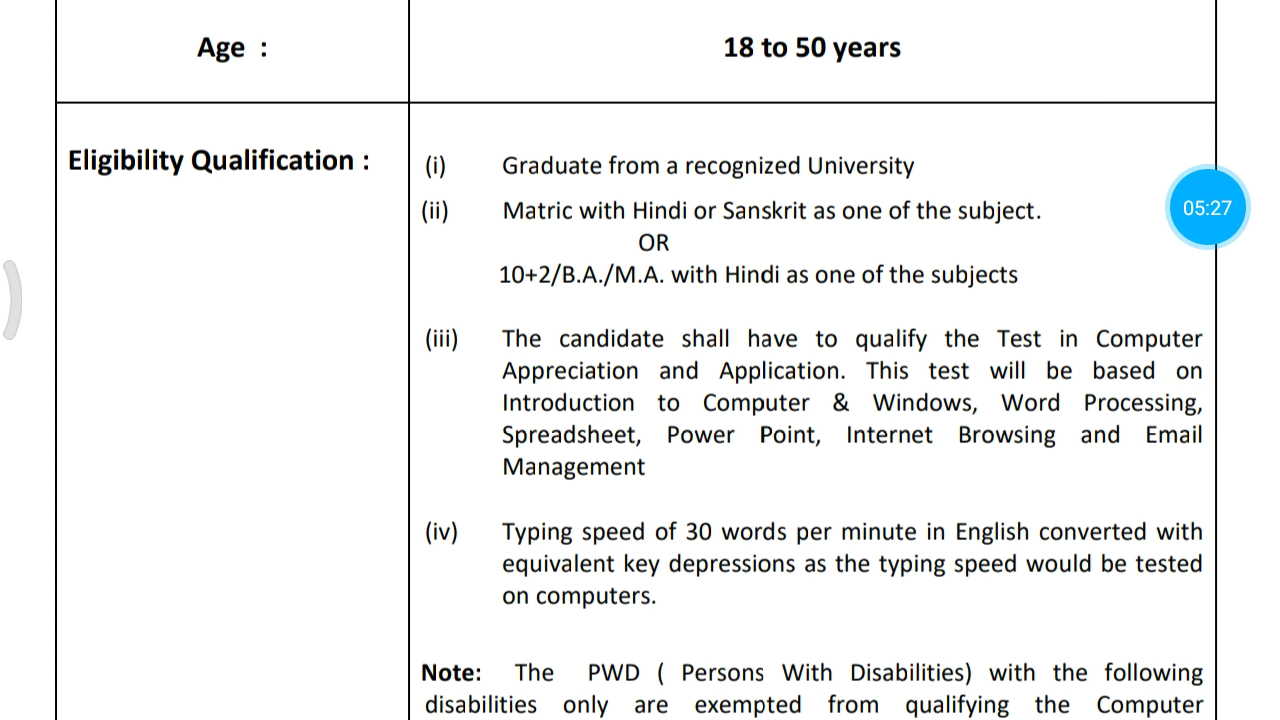 Age :
18 to 50 years
Eligibility Qualification :
(i) Graduate from a recognized University
(ii) Matric with Hindi or Sanskrit as one of the subject.
OR
10+2/B.A./M.A. with Hindi as one of the subjects
(iii) The candidate shall have to qualify the Test in Computer
Appreciation and Application. This test will be based on
Introduction to Computer & Windows, Word Processing,
Spreadsheet, Power Point, Internet Browsing and Email
Management
(iv) Typing speed of 30 words per minute in English converted with
equivalent key depressions as the typing speed would be tested
on computers.
Note: The PWD ( Persons With Disabilities) with the following
disabilities only are exempted from qualifying the Computer
05:27